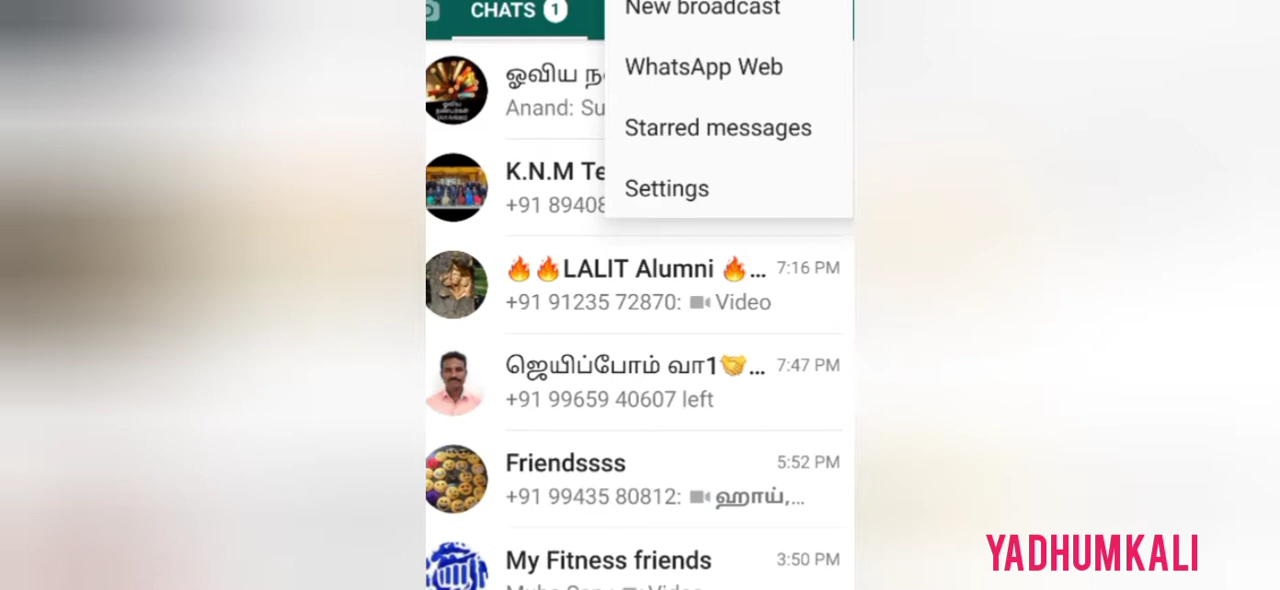 CHATS 1
New broadcast
WhatsApp Web
Starred messages
Settings
ஓவிய
Anand:
K.N.M
+91 8940
🔥🔥LALIT Alumni 🔥... 7:16 PM
+91 91235 72870: Video
ஜெயிப்போம் வா1🤝... 7:47 PM
+91 99659 40607 left
Friendssss 5:52 PM
+91 99435 80812: ஹாய்,...
My Fitness friends 3:50 PM
YADHUMKALI